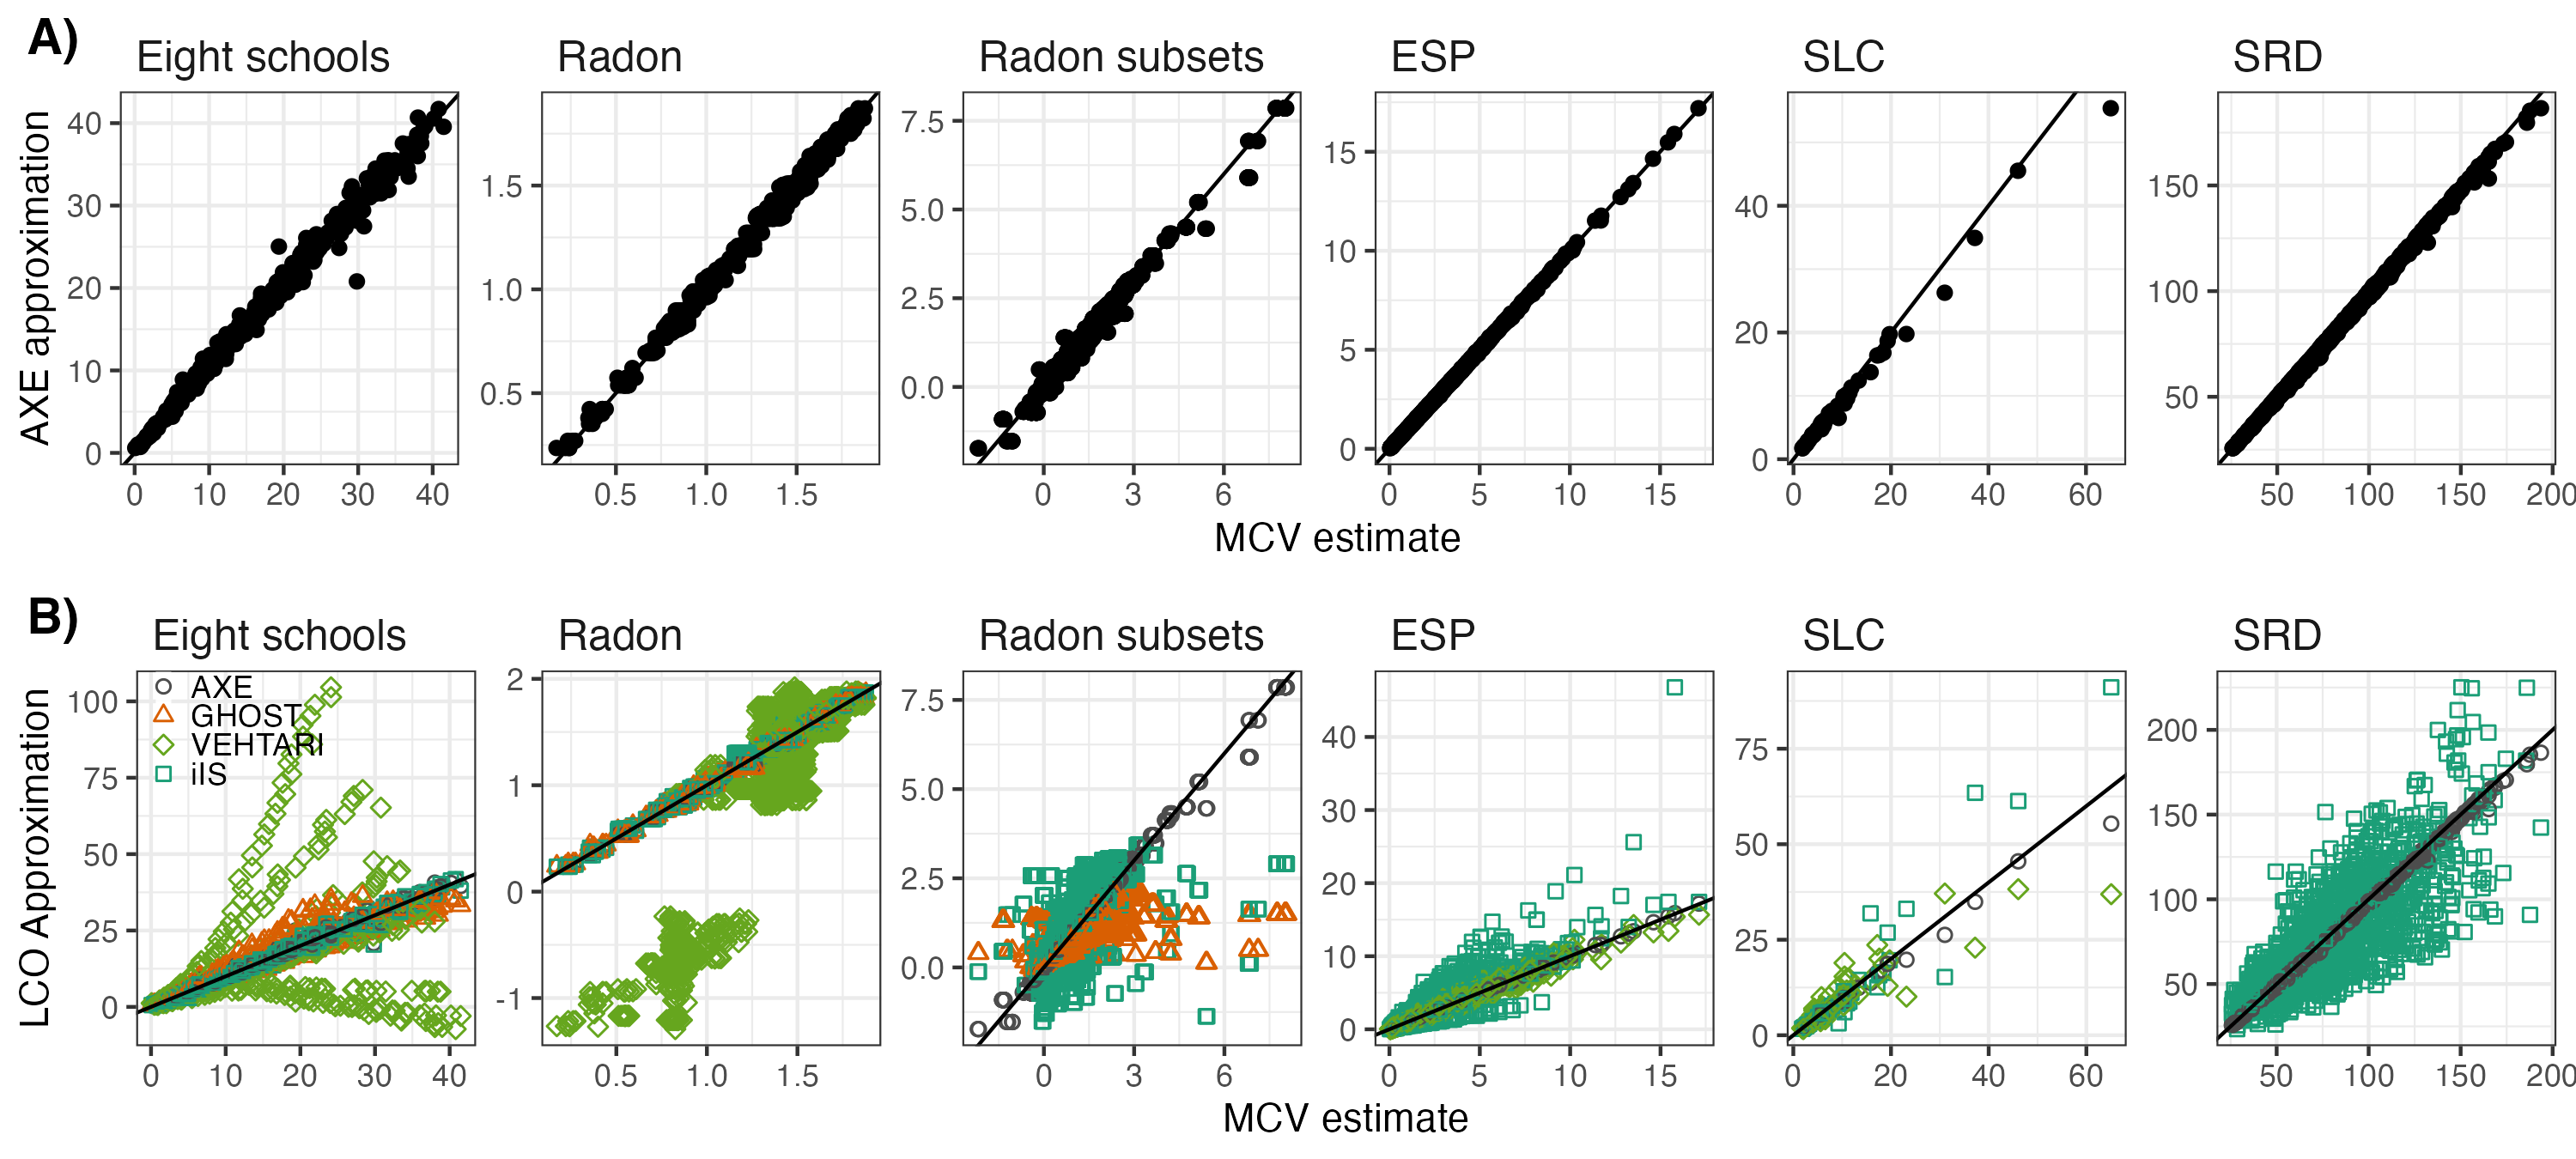 A)
Eight schools Radon Radon subsets ESP SLC SRD
AXE approximation
40 30 20 10 0
0 10 20 30 40
1.5 1.0 0.5
0.5 1.0 1.5
7.5 5.0 2.5 0.0
0 3 6
15 10 5 0
0 5 10 15
40 20 0
0 20 40 60
150 100 50
50 100 150 200
MCV estimate
B)
Eight schools Radon Radon subsets ESP SLC SRD
LCO Approximation
AXE
GHOST
VEHTARI
iIS
100 75 50 25 0
0 10 20 30 40
2 1 0 -1
0.5 1.0 1.5
7.5 5.0 2.5 0.0
0 3 6
40 30 20 10 0
0 5 10 15
75 50 25 0
0 20 40 60
200 150 100 50
50 100 150 200
MCV estimate